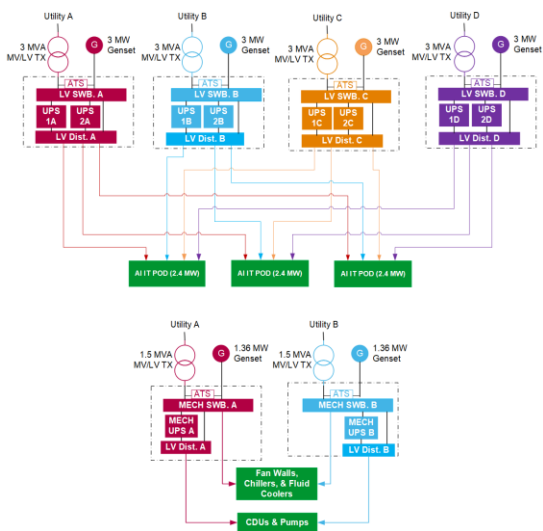 Utility A
Utility B
Utility C
Utility D
3 MVA
MV/LV TX
G
3 MW
Genset
3 MVA
MV/LV TX
G
3 MW
Genset
3 MVA
MV/LV TX
G
3 MW
Genset
3 MVA
MV/LV TX
G
3 MW
Genset
ATS
LV SWB. A
UPS
1A
UPS
2A
LV Dist. A
ATS
LV SWB. B
UPS
1B
UPS
2B
LV Dist. B
ATS
LV SWB. C
UPS
1C
UPS
2C
LV Dist. C
ATS
LV SWB. D
UPS
1D
UPS
2D
LV Dist. D
AI IT POD (2.4 MW)
AI IT POD (2.4 MW)
AI IT POD (2.4 MW)
Utility A
Utility B
1.5 MVA
MV/LV TX
G
1.36 MW
Genset
1.5 MVA
MV/LV TX
G
1.36 MW
Genset
ATS
MECH SWB. A
MECH
UPS A
LV Dist. A
ATS
MECH SWB. B
MECH
UPS B
LV Dist. B
Fan Walls,
Chillers, & Fluid
Coolers
CDUs & Pumps